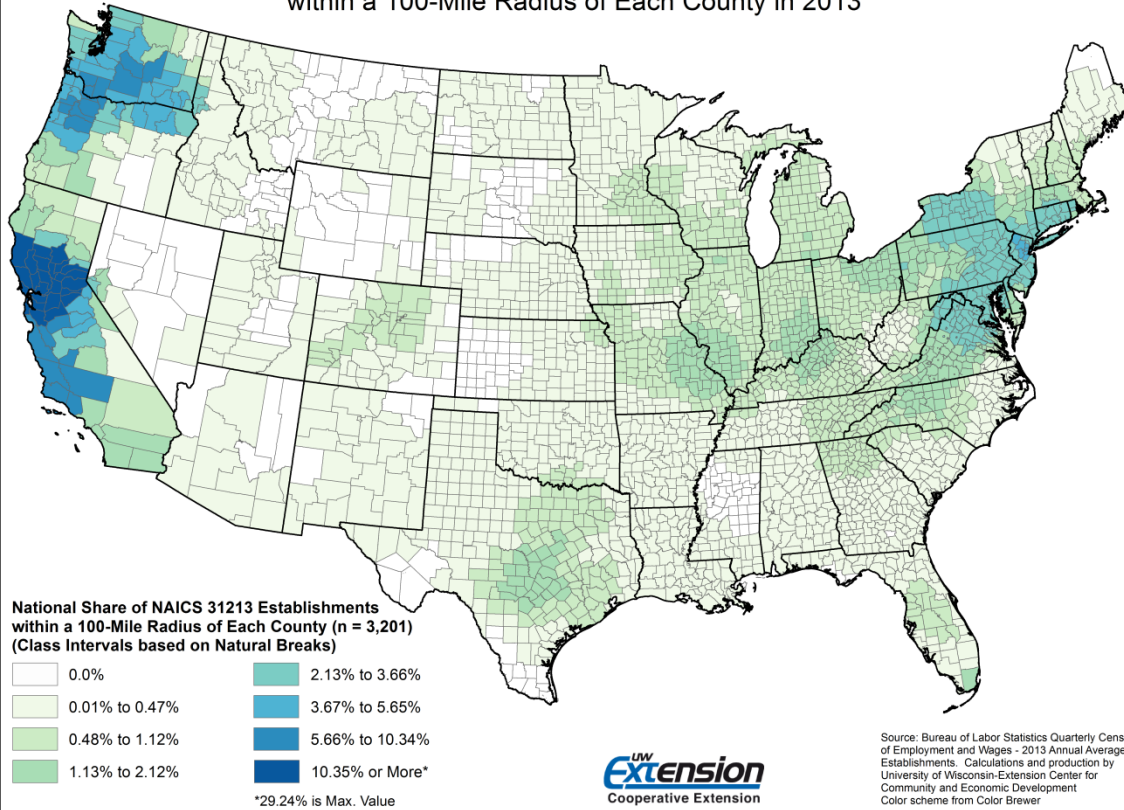 within a 100-Mile Radius of Each County in 2013
National Share of NAICS 31213 Establishments
within a 100-Mile Radius of Each County (n = 3,201)
(Class Intervals based on Natural Breaks)
0.0%
0.01% to 0.47%
0.48% to 1.12%
1.13% to 2.12%
2.13% to 3.66%
3.67% to 5.65%
5.66% to 10.34%
10.35% or More*
*29.24% is Max. Value
UW
Extension
Cooperative Extension
Source: Bureau of Labor Statistics Quarterly Cens
of Employment and Wages - 2013 Annual Average
Establishments. Calculations and production by
University of Wisconsin-Extension Center for
Community and Economic Development
Color scheme from Color Brewer